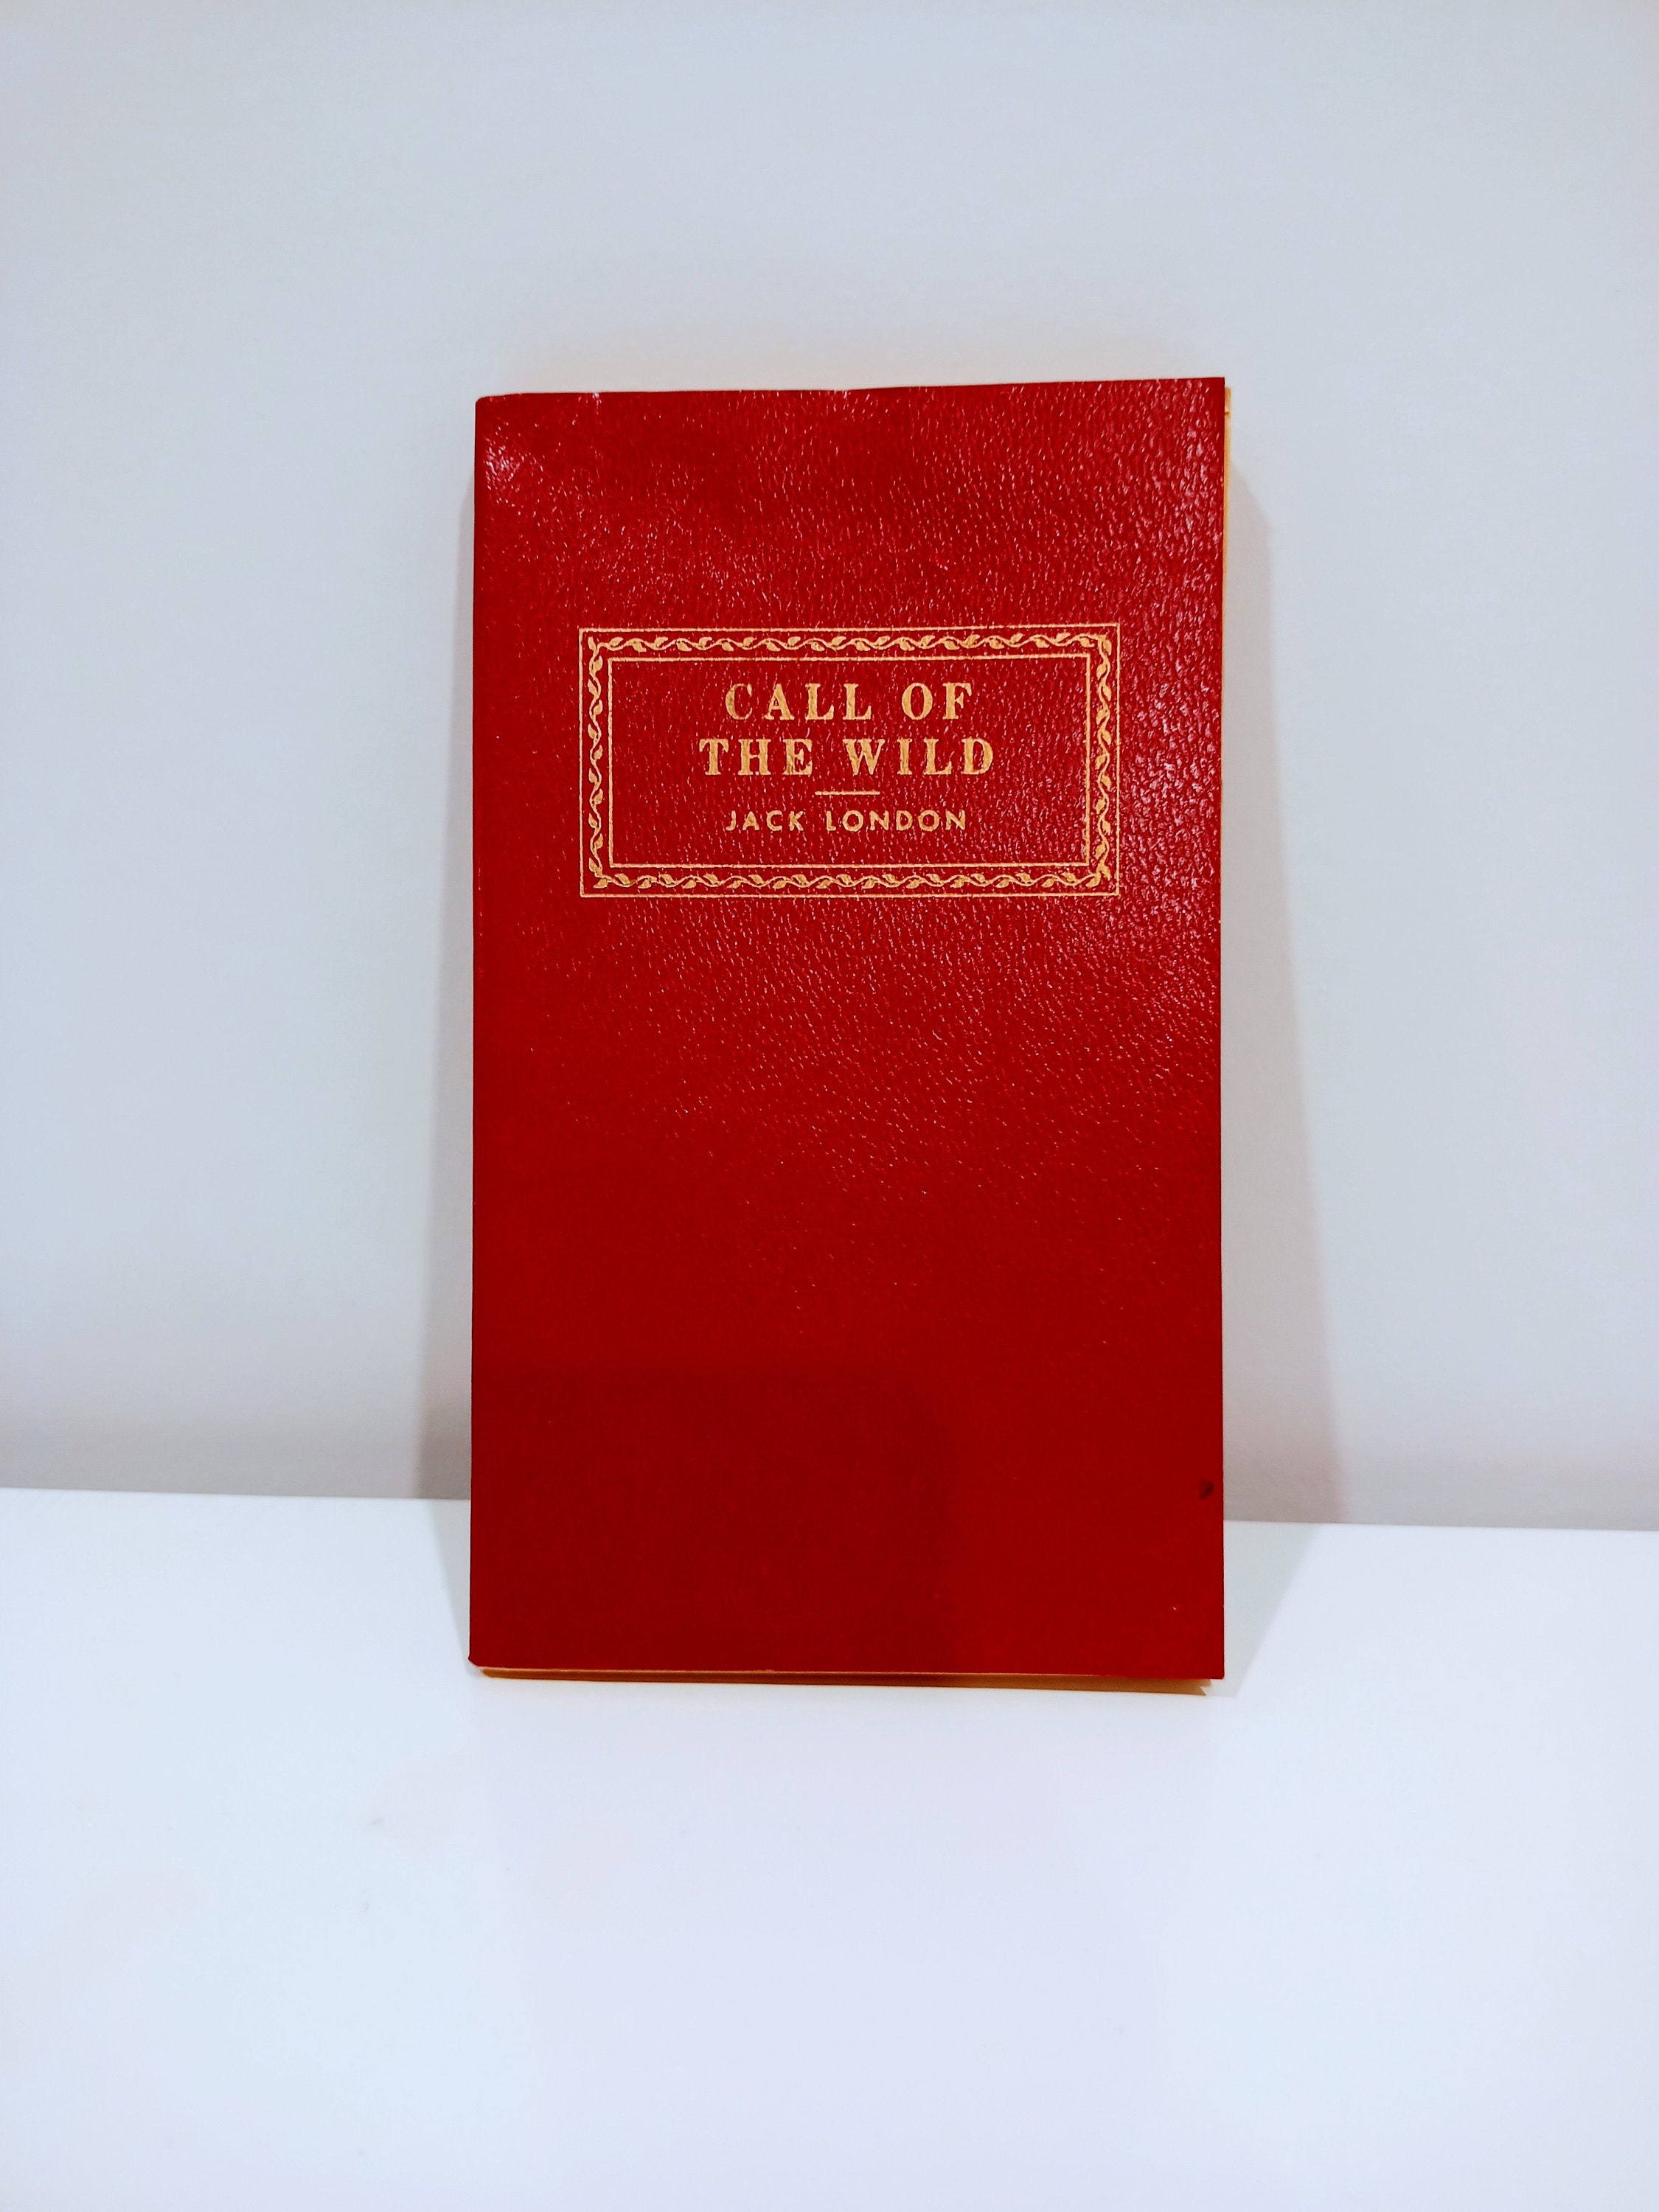 CALL OF
THE WILD
JACK LONDON